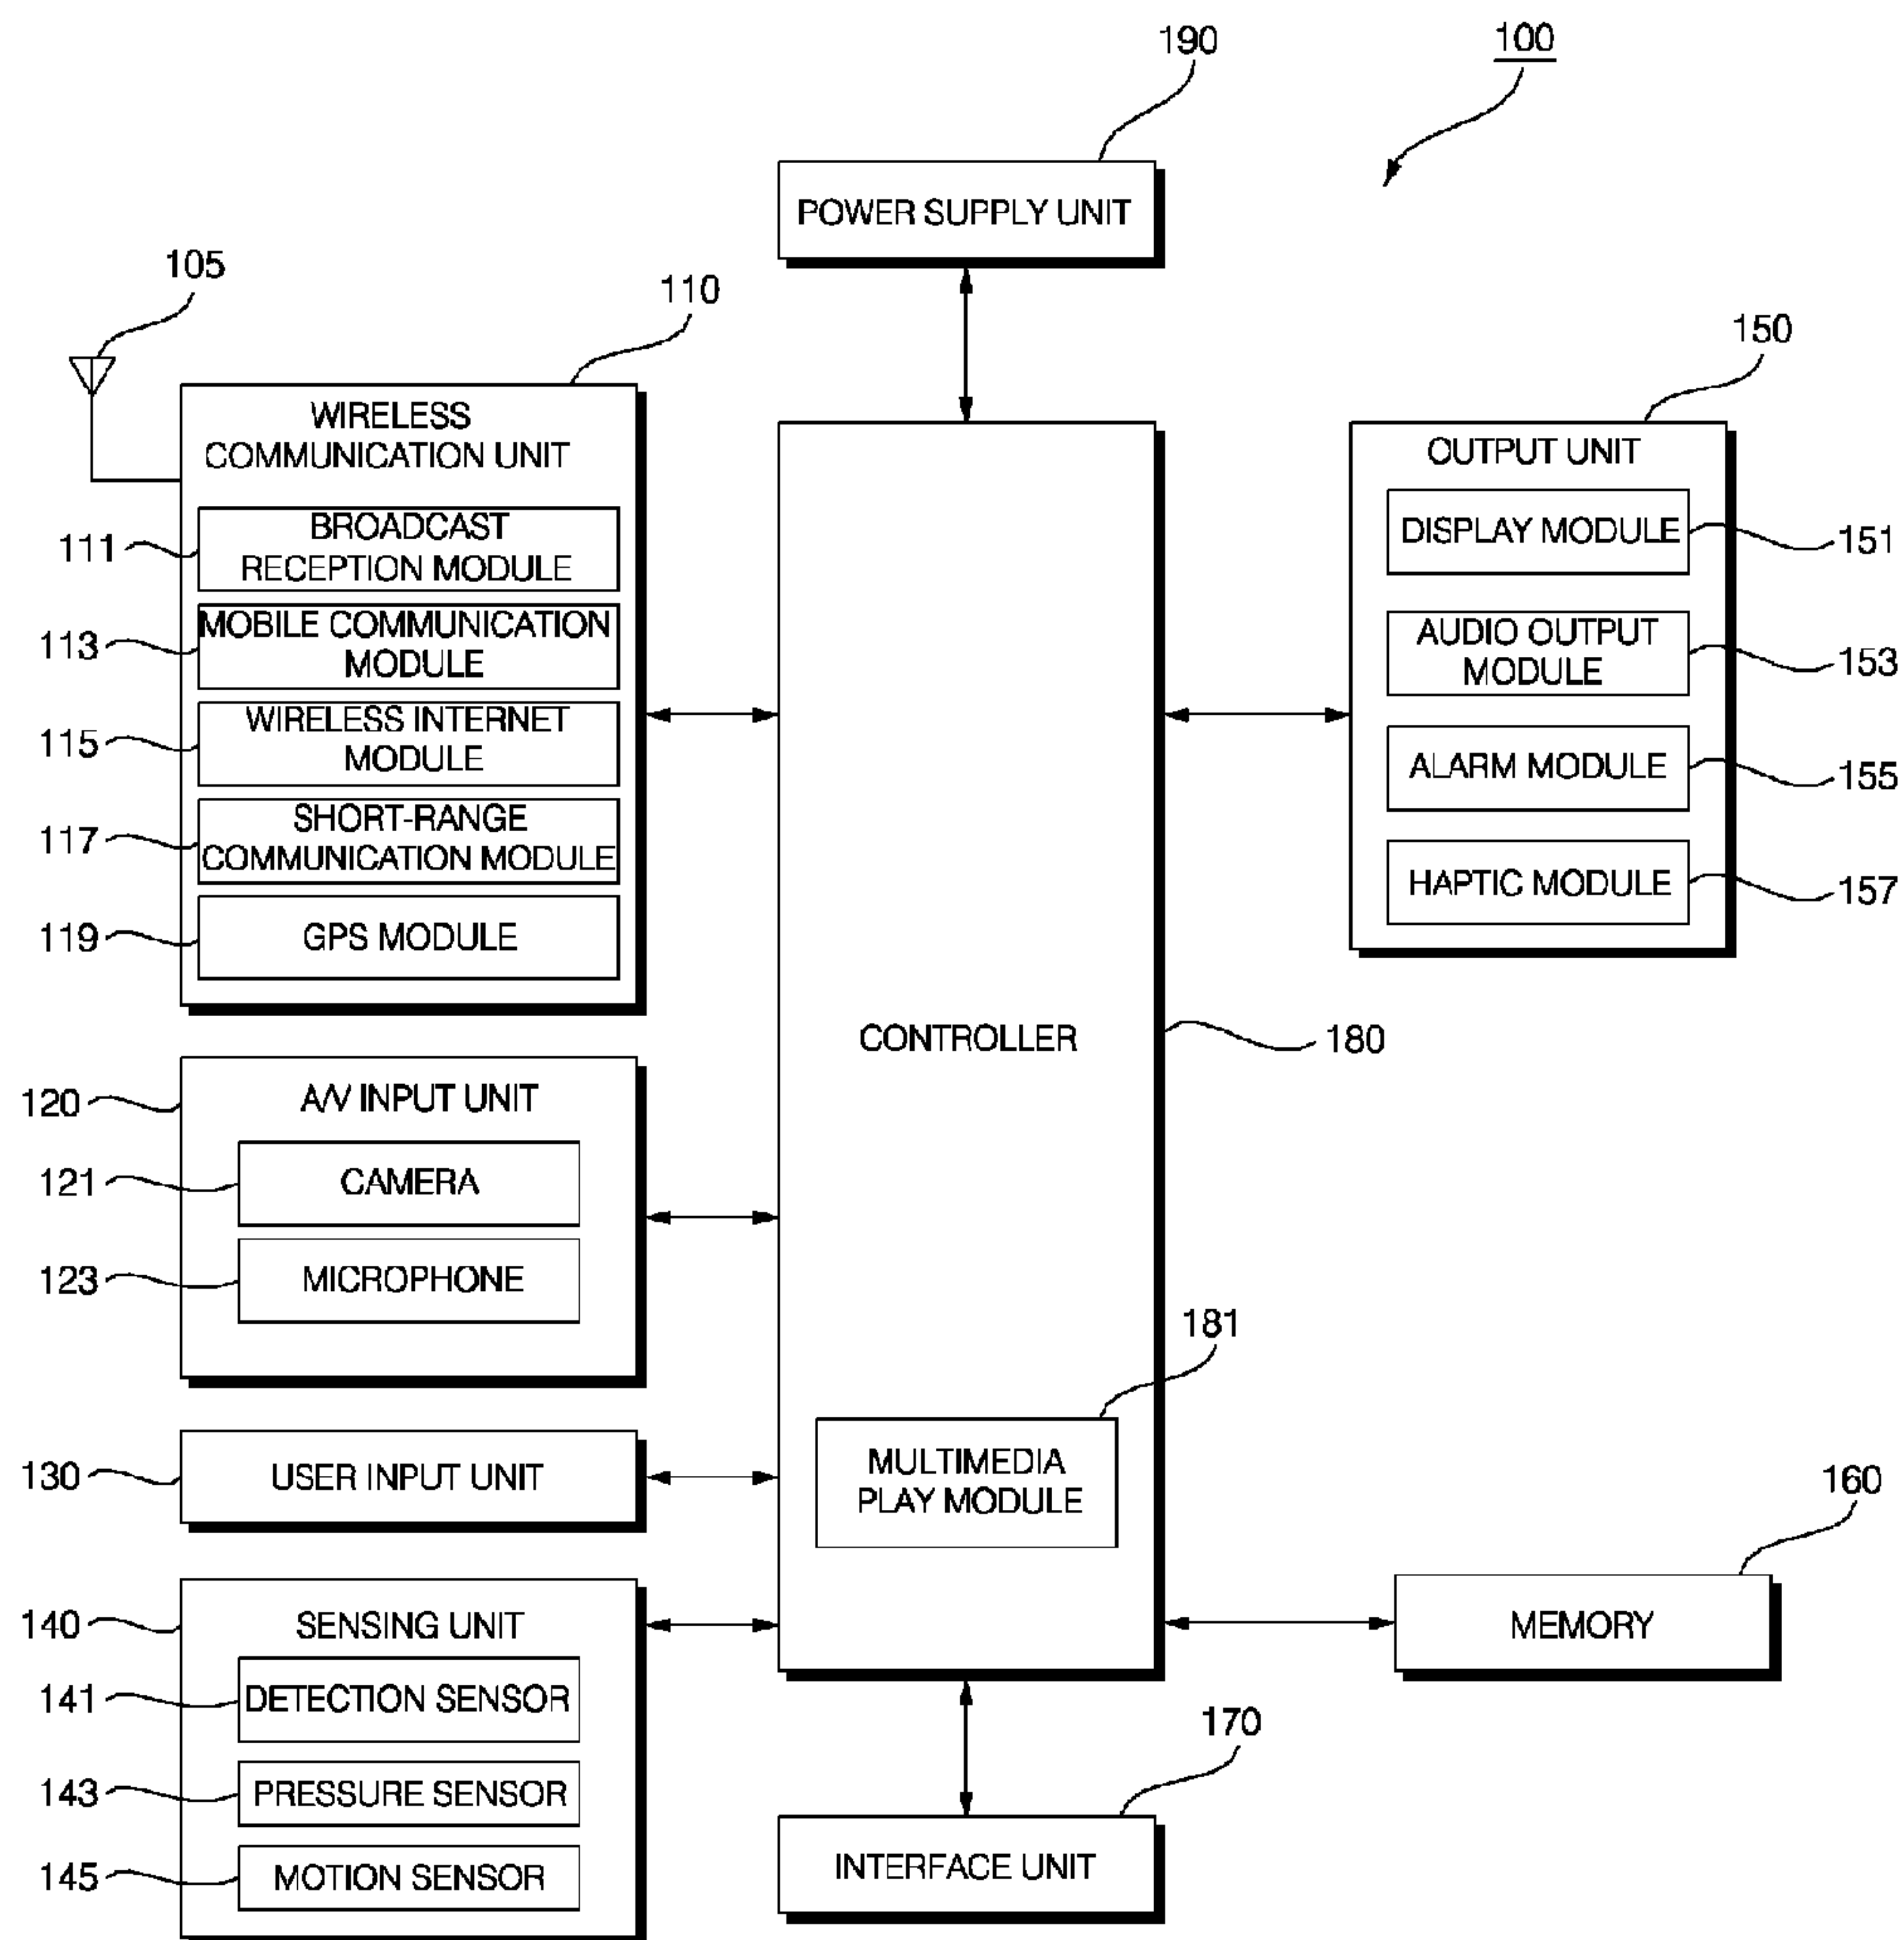 190
100
POWER SUPPLY UNIT
105
110
150
WIRELESS
COMMUNICATION UNIT
OUTPUT UNIT
111
BROADCAST
RECEPTION MODULE
DISPLAY MODULE
151
113
MOBILE COMMUNICATION
MODULE
AUDIO OUTPUT
MODULE
153
115
WIRELESS INTERNET
MODULE
ALARM MODULE
155
117
SHORT-RANGE
COMMUNICATION MODULE
HAPTIC MODULE
157
119
GPS MODULE
CONTROLLER
180
120
A/V INPUT UNIT
121
CAMERA
123
MICROPHONE
181
130
USER INPUT UNIT
MULTIMEDIA
PLAY MODULE
160
140
SENSING UNIT
MEMORY
141
DETECTION SENSOR
170
143
PRESSURE SENSOR
145
MOTION SENSOR
INTERFACE UNIT